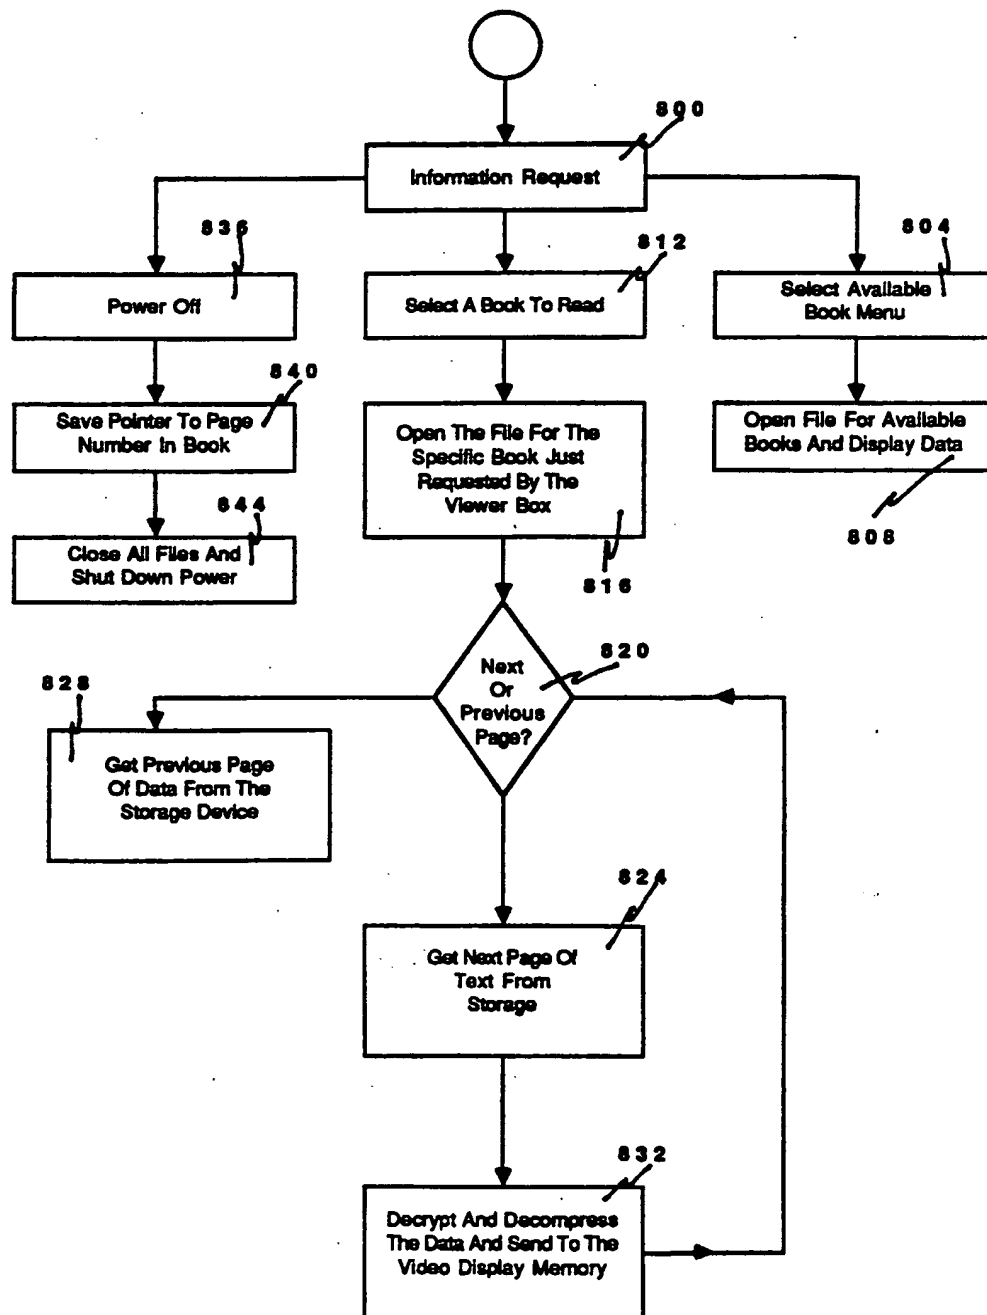 800
Information Request
836
812
804
Power Off
Select A Book To Read
Select Available
Book Menu
840
Save Pointer To Page
Number In Book
Open The File For The
Specific Book Just
Requested By The
Viewer Box
Open File For Available
Books And Display Data
844
808
Close All Files And
Shut Down Power
816
820
Next
Or
Previous
Page?
828
Get Previous Page
Of Data From The
Storage Device
824
Get Next Page Of
Text From
Storage
832
Decrypt And Decompress
The Data And Send To The
Video Display Memory